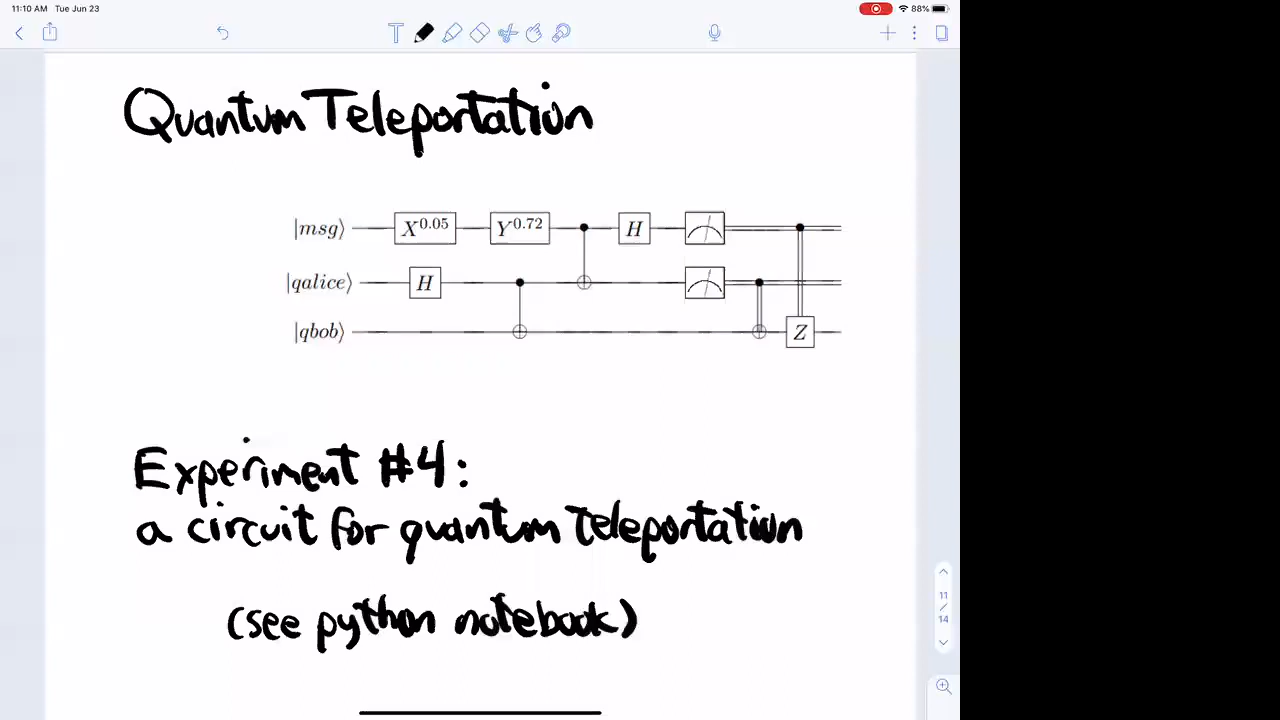 11:10 AM Tue Jun 23
88%
T
Quantum Teleportation
|msg⟩ X^0.05 Y^0.72 H
|qalice⟩ H
|qbob⟩ Z
Experiment #4:
a circuit for quantum teleportation
(see python notebook)
11
/
14